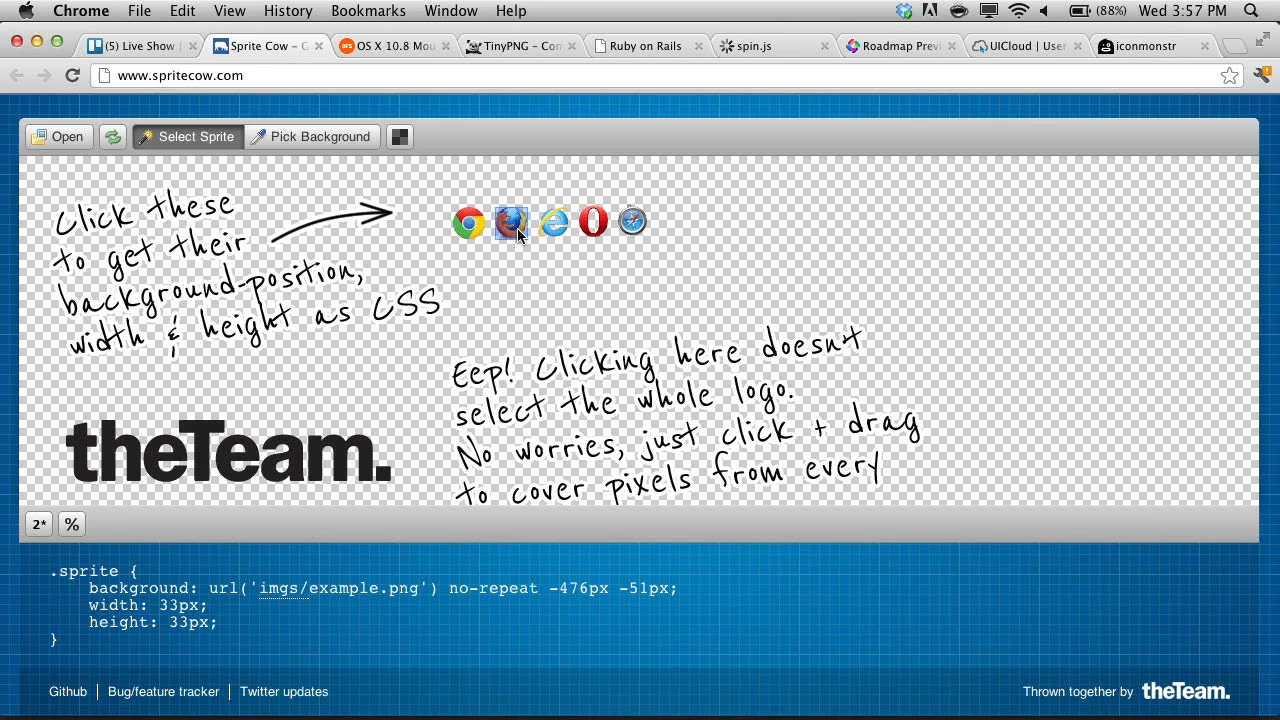 Chrome File Edit View History Bookmarks Window Help (88%) Wed 3:57 PM
(5) Live Show Sprite Cow - G ars OS X 10.8 Mou TinyPNG - Con Ruby on Rails spin.js Roadmap Previ UICloud | User iconmonstr
www.spritecow.com
Open Select Sprite Pick Background
Click these
to get their
background-position,
width & height as CSS
Eep! Clicking here doesn't
select the whole logo.
No worries, just click + drag
to cover pixels from every
theTeam.
2* %
.sprite {
background: url('imgs/example.png') no-repeat -476px -51px;
width: 33px;
height: 33px;
}
Github Bug/feature tracker Twitter updates Thrown together by theTeam.